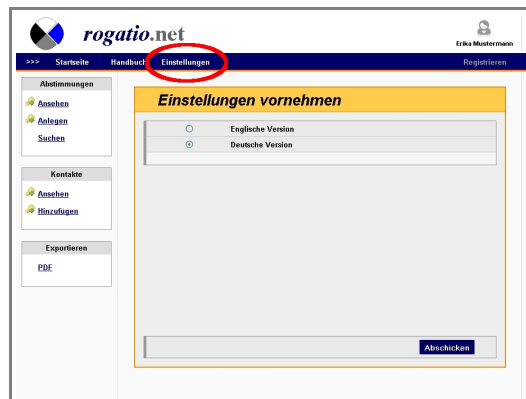 rogatio.net
Erika Mustermann
>>> Startseite Handbuch Einstellungen Registrieren
Abstimmungen
Ansehen
Anlegen
Suchen
Kontakte
Ansehen
Hinzufügen
Exportieren
PDF
Einstellungen vornehmen
Englische Version
Deutsche Version
Abschicken